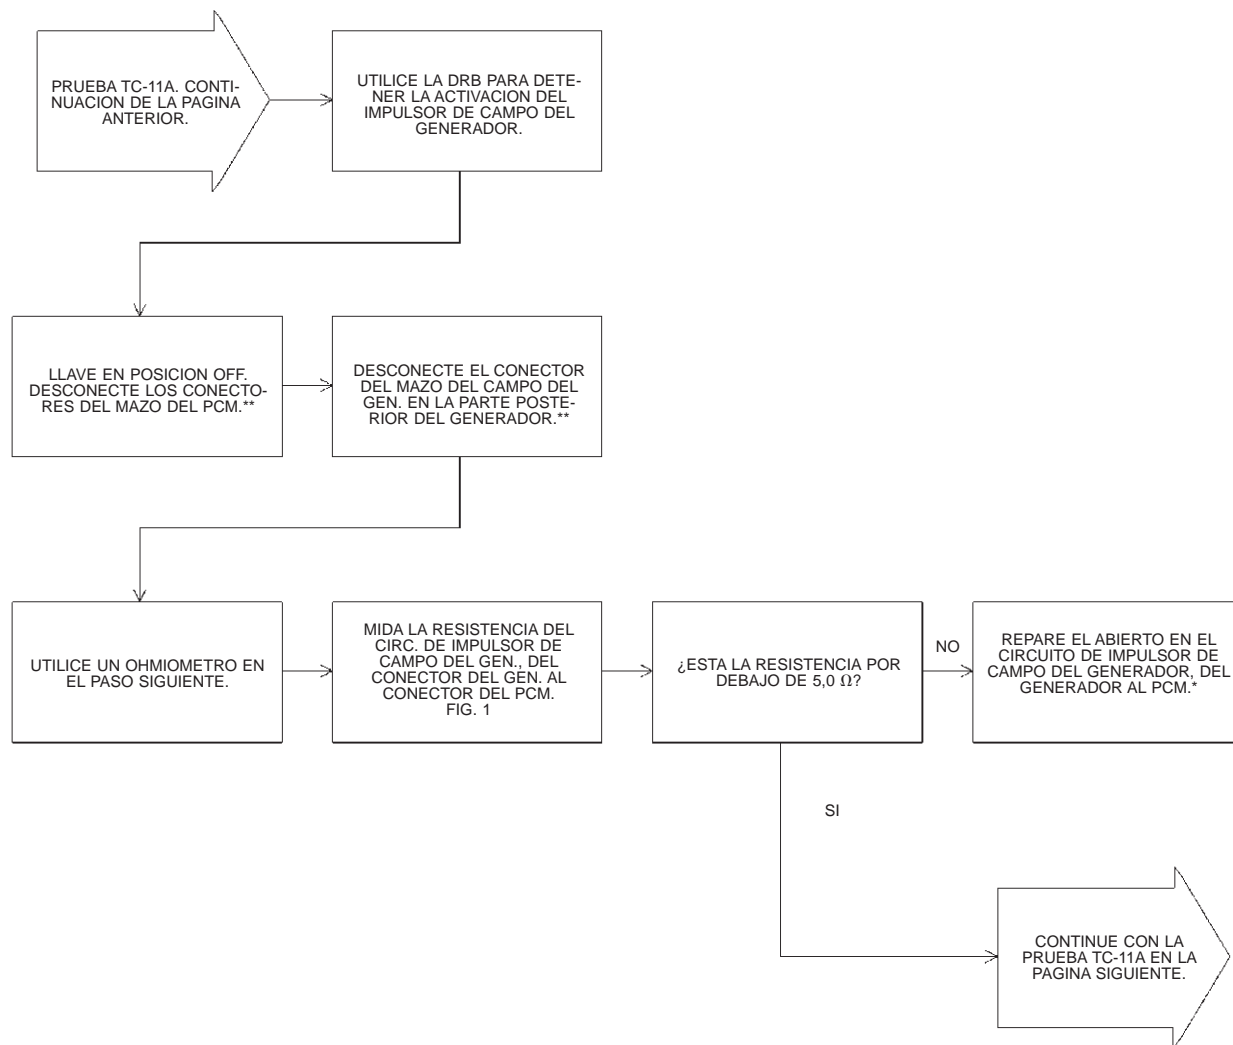 PRUEBA TC-11A. CONTI-
NUACION DE LA PAGINA
ANTERIOR.
UTILICE LA DRB PARA DETE-
NER LA ACTIVACION DEL
IMPULSOR DE CAMPO DEL
GENERADOR.
LLAVE EN POSICION OFF.
DESCONECTE LOS CONECTO-
RES DEL MAZO DEL PCM.**
DESCONECTE EL CONECTOR
DEL MAZO DEL CAMPO DEL
GEN. EN LA PARTE POSTE-
RIOR DEL GENERADOR.**
UTILICE UN OHMIOMETRO EN
EL PASO SIGUIENTE.
MIDA LA RESISTENCIA DEL
CIRC. DE IMPULSOR DE
CAMPO DEL GEN., DEL
CONECTOR DEL GEN. AL
CONECTOR DEL PCM.
FIG. 1
¿ESTA LA RESISTENCIA POR
DEBAJO DE 5,0 Ω?
NO
REPARE EL ABIERTO EN EL
CIRCUITO DE IMPULSOR DE
CAMPO DEL GENERADOR, DEL
GENERADOR AL PCM.*
SI
CONTINUE CON LA
PRUEBA TC-11A EN LA
PAGINA SIGUIENTE.